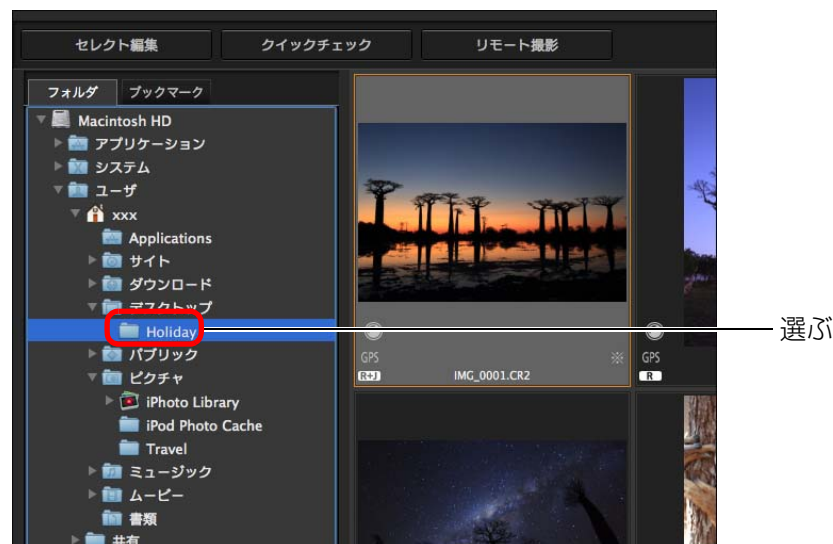 セレクト編集 クイックチェック リモート撮影
フォルダ ブックマーク
Macintosh HD
アプリケーション
システム
ユーザ
xxx
Applications
サイト
ダウンロード
デスクトップ
Holiday
選ぶ
パブリック
ピクチャ
iPhoto Library
iPod Photo Cache
Travel
ミュージック
ムービー
書類
共有
GPS ※
R+J IMG_0001.CR2
GPS
R